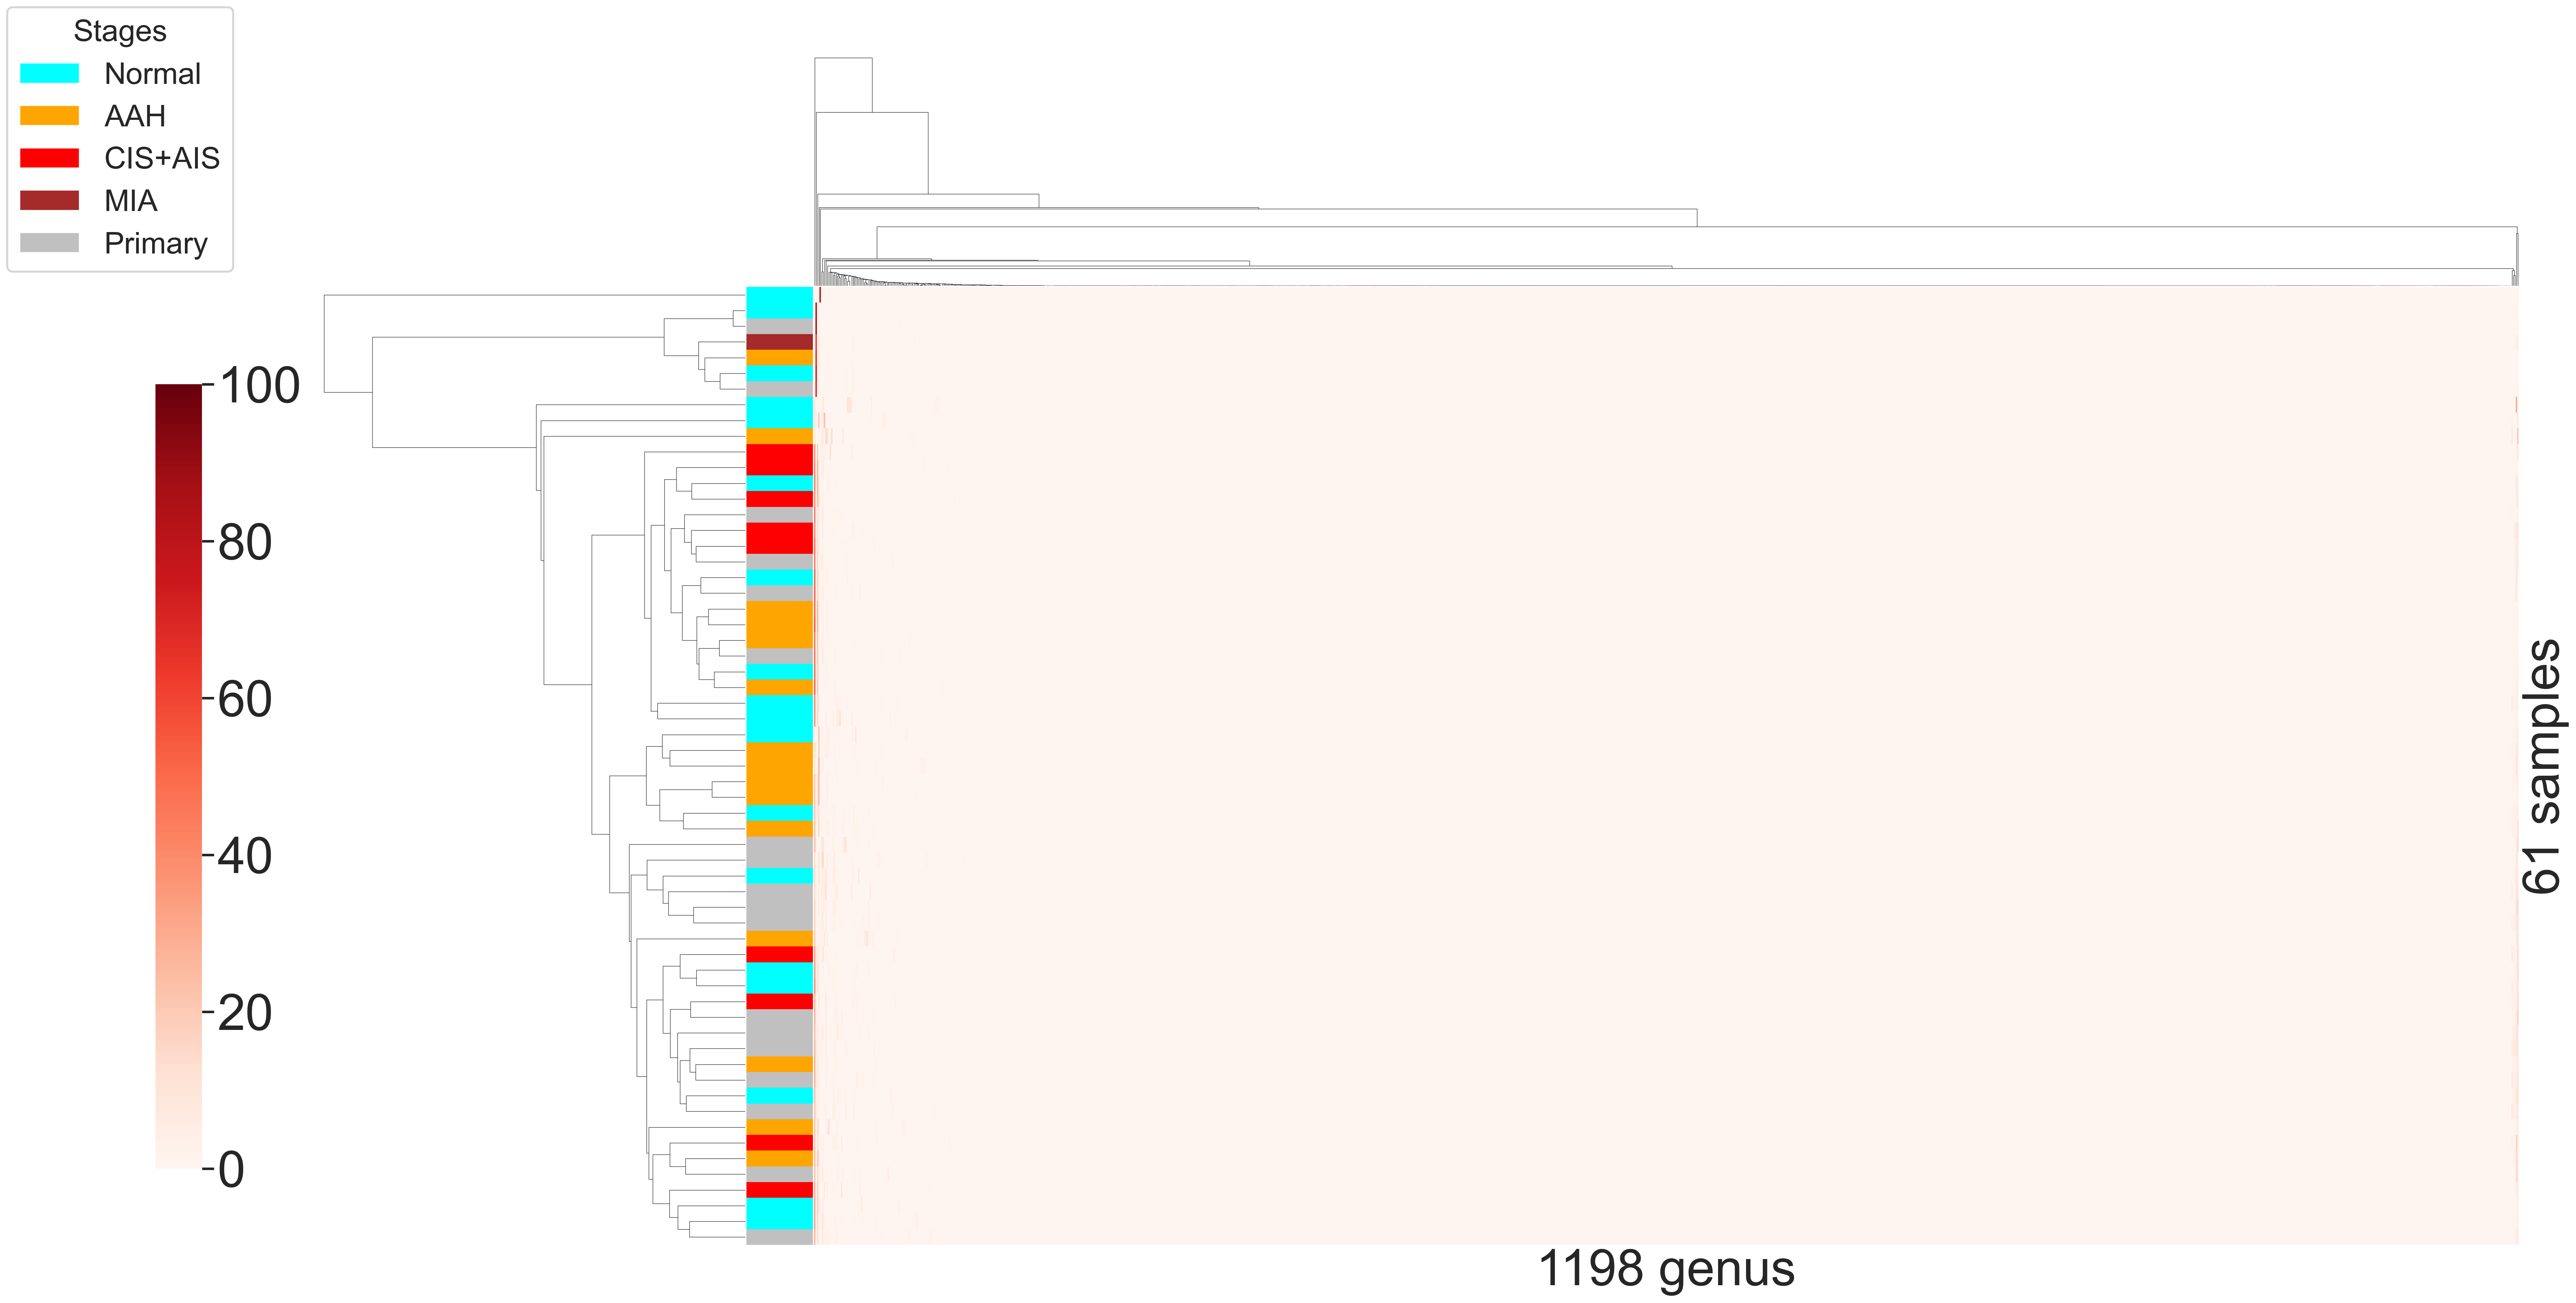 Stages
Normal
AAH
CIS+AIS
MIA
Primary
100
80
60
40
20
0
61 samples
1198 genus